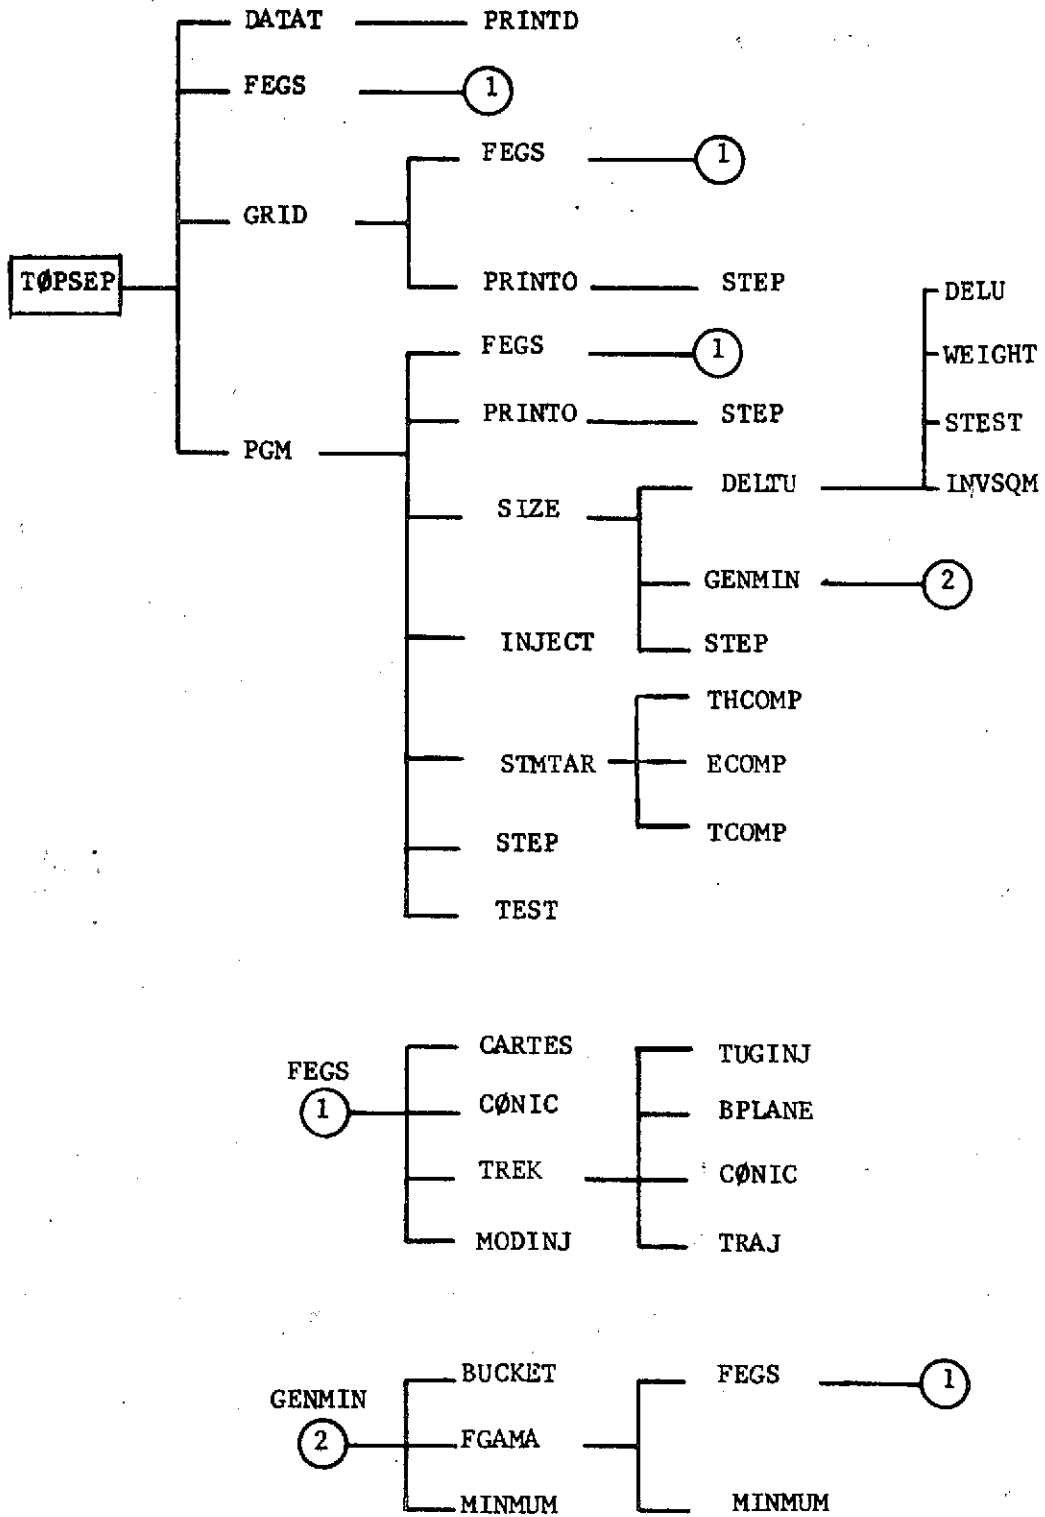 DATAT PRINTD
FEGS 1
FEGS 1
GRID
TØPSEP
PRINTO STEP
DELU
FEGS 1
WEIGHT
PRINTO STEP
STEST
PGM
DELTU
INVSQM
SIZE
GENMIN 2
INJECT
STEP
THCOMP
STMTAR
ECOMP
TCOMP
STEP
TEST
CARTES
TUGINJ
FEGS
1
CØNIC
BPLANE
TREK
CØNIC
MODINJ
TRAJ
BUCKET
FEGS 1
GENMIN
2
FGAMA
MINMUM
MINMUM